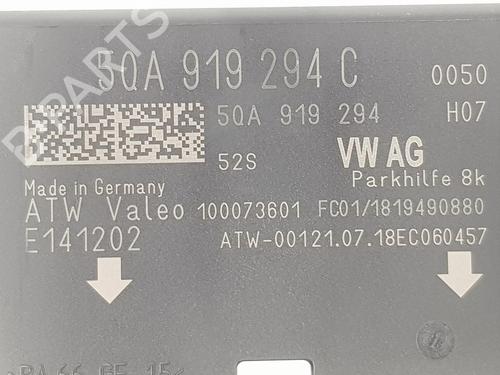 5QA 919 294 C 0050
5QA 919 294 H07
52S VW AG
Parkhilfe 8k
Made in Germany
ATW Valeo 100073601 FC01/1819490880
E141202 ATW-00121.07.18EC060457
B-PARTS